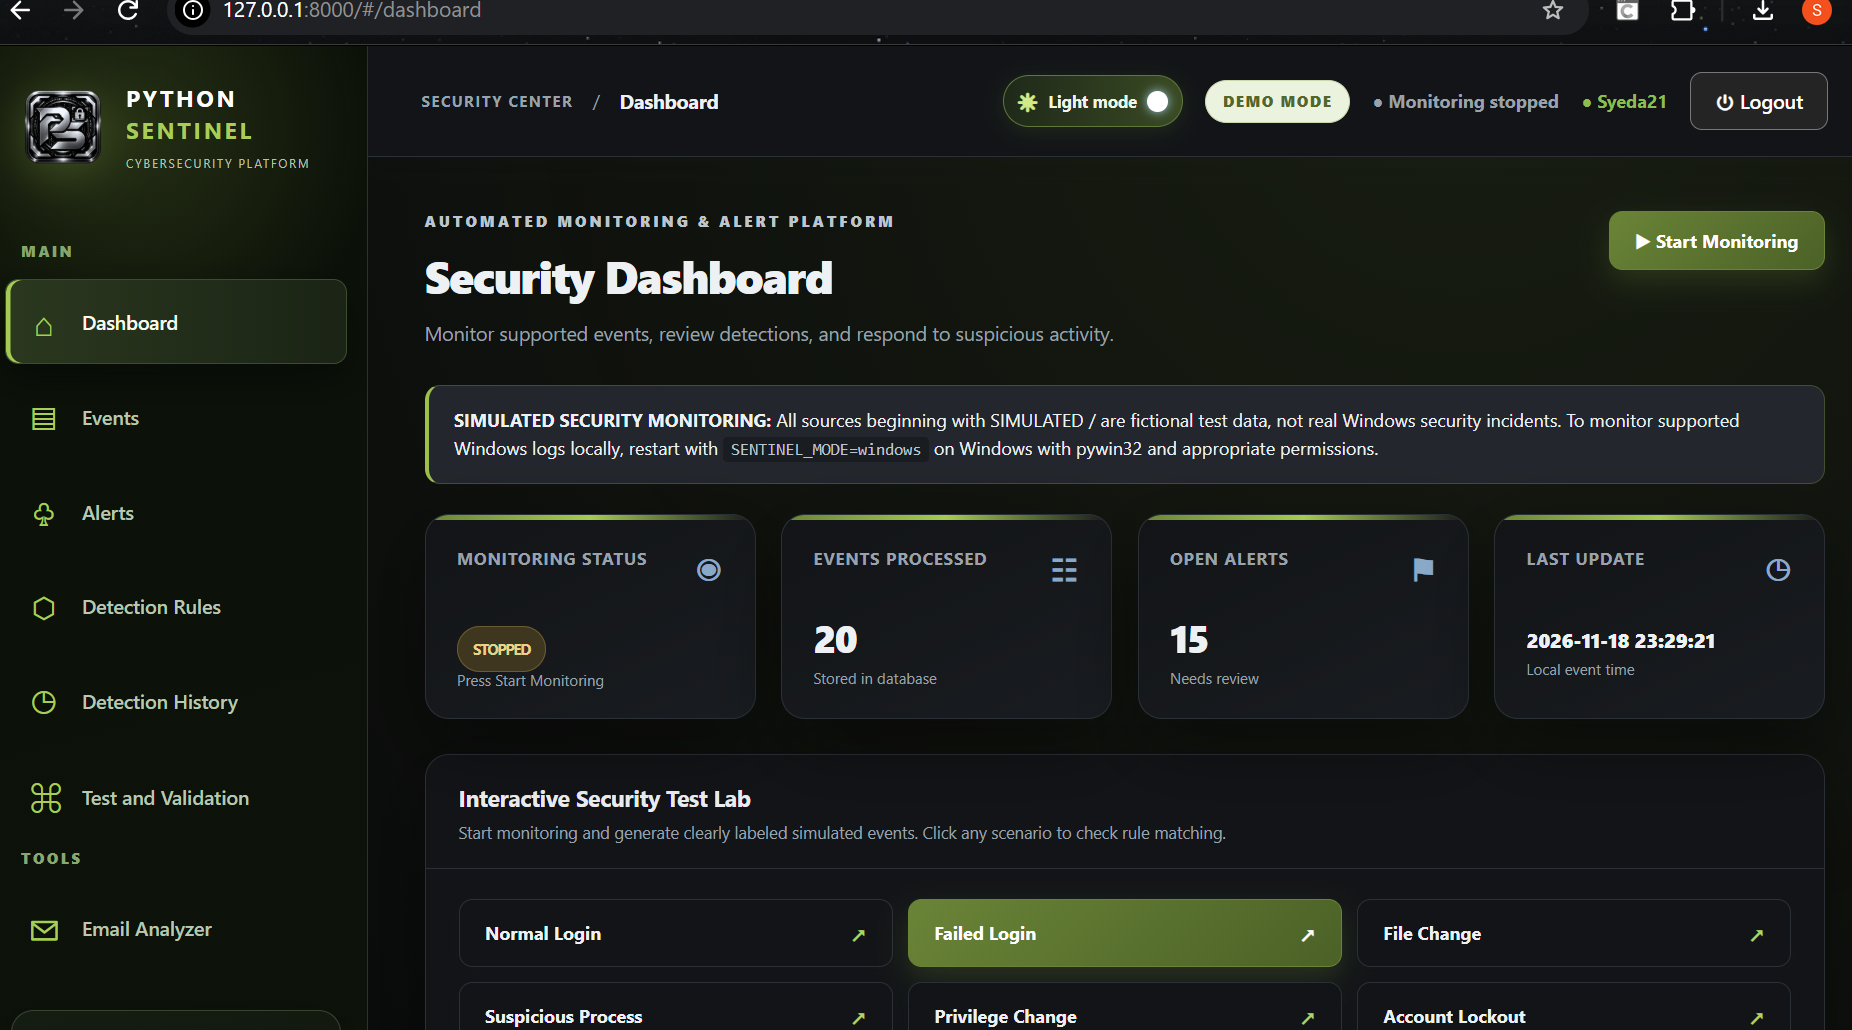 127.0.0.1:8000/#/dashboard
S
PYTHON
SENTINEL
CYBERSECURITY PLATFORM
SECURITY CENTER / Dashboard
Light mode
DEMO MODE
Monitoring stopped
Syeda21
Logout
MAIN
Dashboard
Events
Alerts
Detection Rules
Detection History
Test and Validation
TOOLS
Email Analyzer
AUTOMATED MONITORING & ALERT PLATFORM
Security Dashboard
Monitor supported events, review detections, and respond to suspicious activity.
Start Monitoring
SIMULATED SECURITY MONITORING: All sources beginning with SIMULATED / are fictional test data, not real Windows security incidents. To monitor supported
Windows logs locally, restart with SENTINEL_MODE=windows on Windows with pywin32 and appropriate permissions.
MONITORING STATUS
STOPPED
Press Start Monitoring
EVENTS PROCESSED
20
Stored in database
OPEN ALERTS
15
Needs review
LAST UPDATE
2026-11-18 23:29:21
Local event time
Interactive Security Test Lab
Start monitoring and generate clearly labeled simulated events. Click any scenario to check rule matching.
Normal Login
Failed Login
File Change
Suspicious Process
Privilege Change
Account Lockout